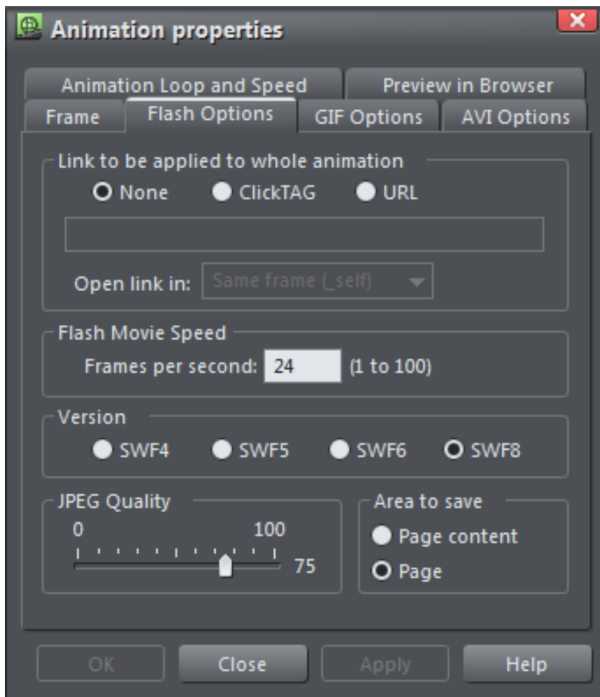 Animation properties
Animation Loop and Speed Preview in Browser
Frame Flash Options GIF Options AVI Options
Link to be applied to whole animation
None ClickTAG URL
Open link in: Same frame (_self)
Flash Movie Speed
Frames per second: 24 (1 to 100)
Version
SWF4 SWF5 SWF6 SWF8
JPEG Quality
0 100
75
Area to save
Page content
Page
OK Close Apply Help